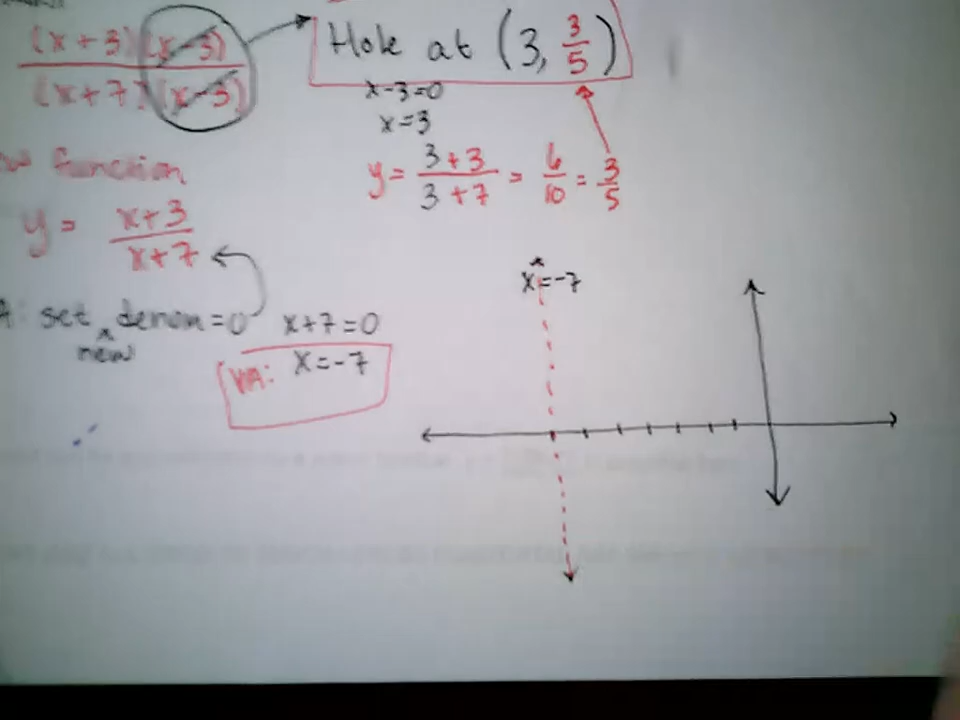 (x+3)(x-3)
(x+7)(x-3)
Hole at (3, 3/5)
x-3=0
x=3
y = 3+3/3+7 = 6/10 = 3/5
function
y = x+3/x+7
A: set new denom=0
x+7=0
VA: x=-7
x=-7